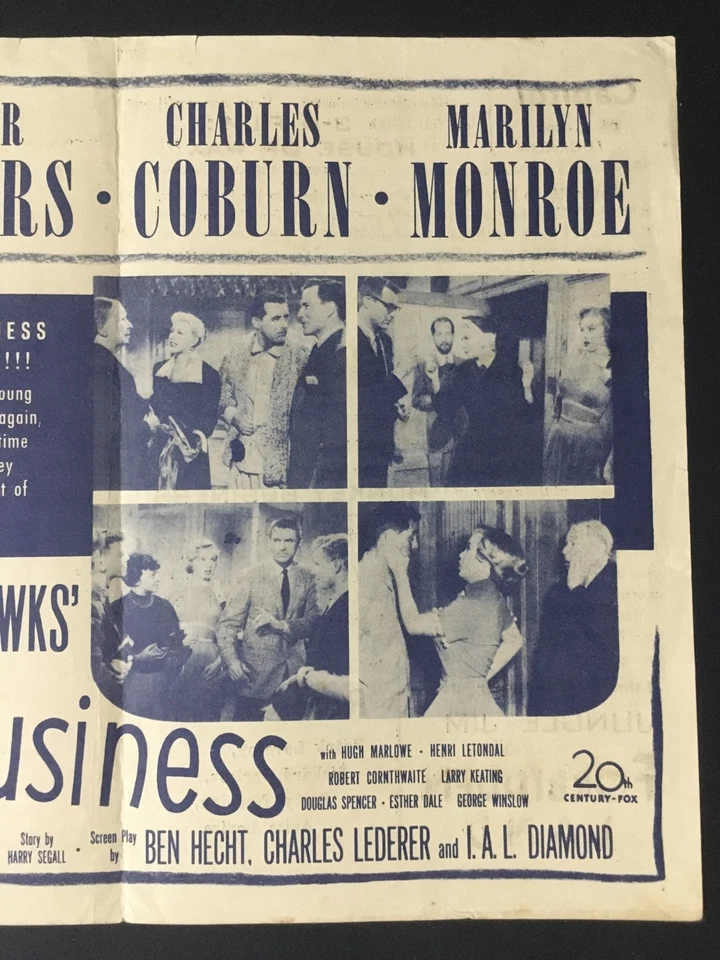 R CHARLES MARILYN
RS · COBURN · MONROE
ESS
!!!
oung
again,
time
ey
t of
WKS'
usiness
with HUGH MARLOWE · HENRI LETONDAL
ROBERT CORNTHWAITE · LARRY KEATING
DOUGLAS SPENCER · ESTHER DALE GEORGE WINSLOW
20th
CENTURY-FOX
Story by
HARRY SEGALL · Screen Play
by BEN HECHT, CHARLES LEDERER and I. A. L. DIAMOND